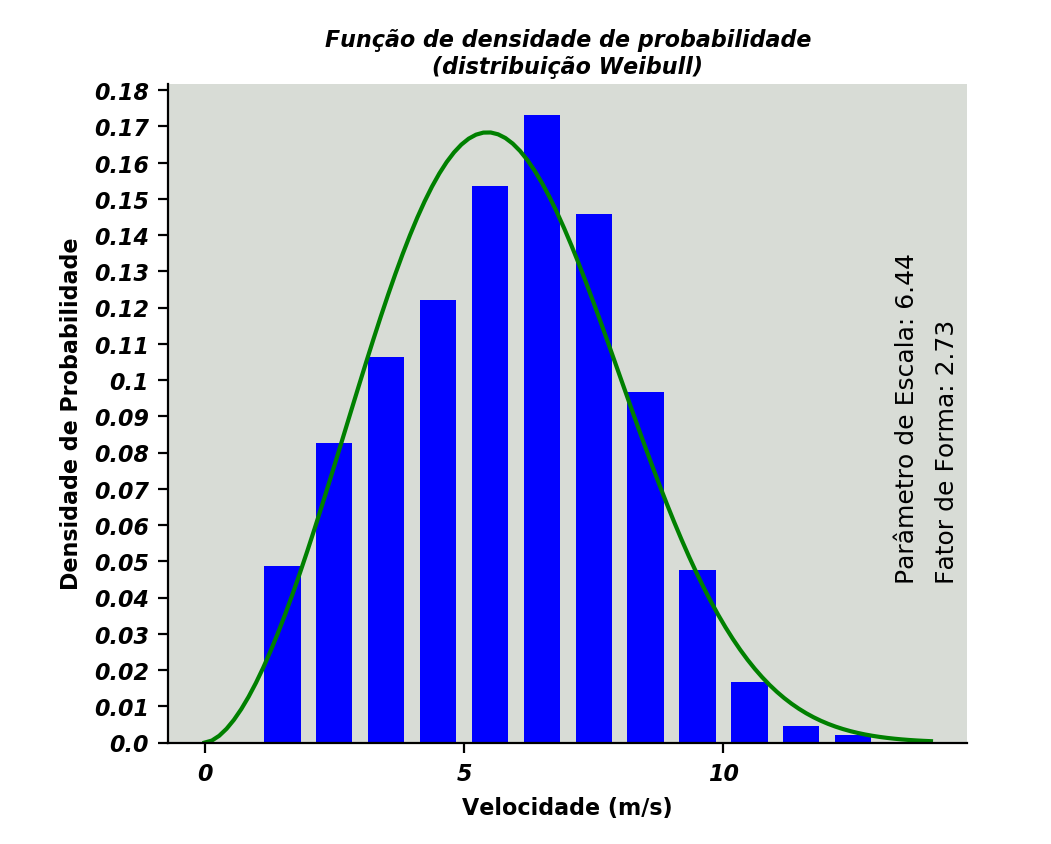 Função de densidade de probabilidade
(distribuição Weibull)
0.18
0.17
0.16
0.15
0.14
0.13
0.12
0.11
0.1
0.09
0.08
0.07
0.06
0.05
0.04
0.03
0.02
0.01
0.0
Densidade de Probabilidade
Parâmetro de Escala: 6.44
Fator de Forma: 2.73
0 5 10
Velocidade (m/s)